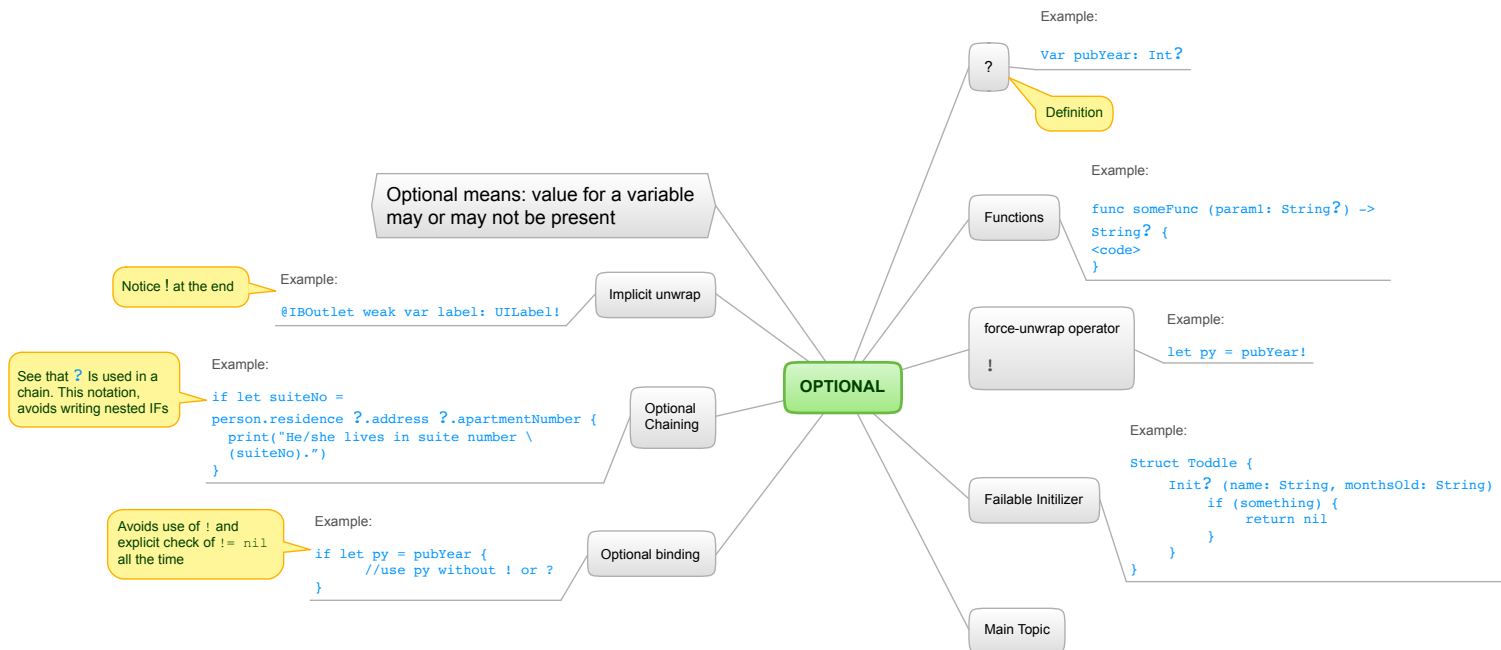 Example:
Var pubYear: Int?
?
Definition
Example:
func someFunc (param1: String?) ->
String? {
<code>
}
Functions
Example:
let py = pubYear!
force-unwrap operator
!
Example:
Struct Toddle {
Init? (name: String, monthsOld: String)
if (something) {
return nil
}
}
}
Failable Initilizer
Main Topic
OPTIONAL
Optional means: value for a variable
may or may not be present
Implicit unwrap
Example:
@IBOutlet weak var label: UILabel!
Notice ! at the end
Optional
Chaining
Example:
if let suiteNo =
person.residence ?.address ?.apartmentNumber {
print("He/she lives in suite number \
(suiteNo).”)
}
See that ? Is used in a
chain. This notation,
avoids writing nested IFs
Optional binding
Example:
if let py = pubYear {
//use py without ! or ?
}
Avoids use of ! and
explicit check of != nil
all the time